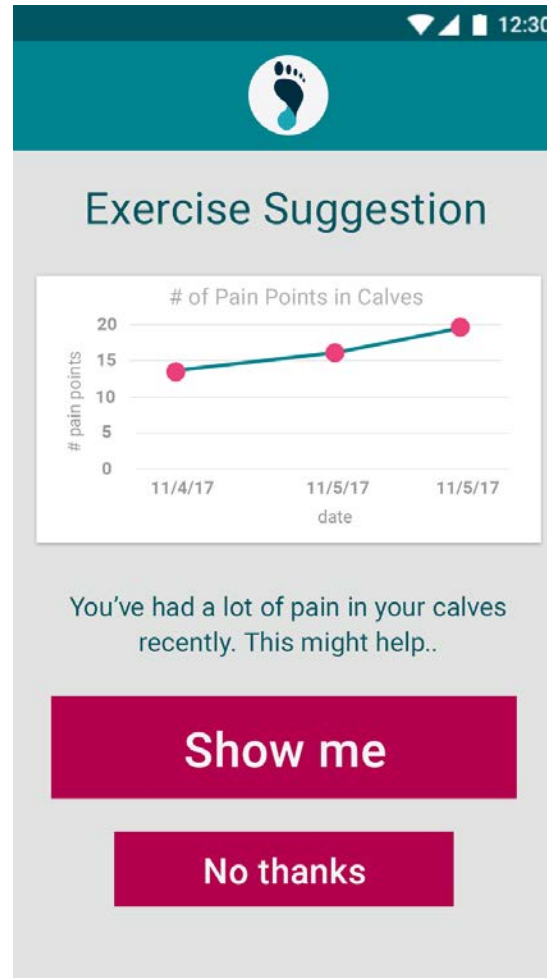 12:30
Exercise Suggestion
# of Pain Points in Calves
# pain points
20
15
10
5
0
11/4/17 11/5/17 11/5/17
date
You've had a lot of pain in your calves
recently. This might help..
Show me
No thanks